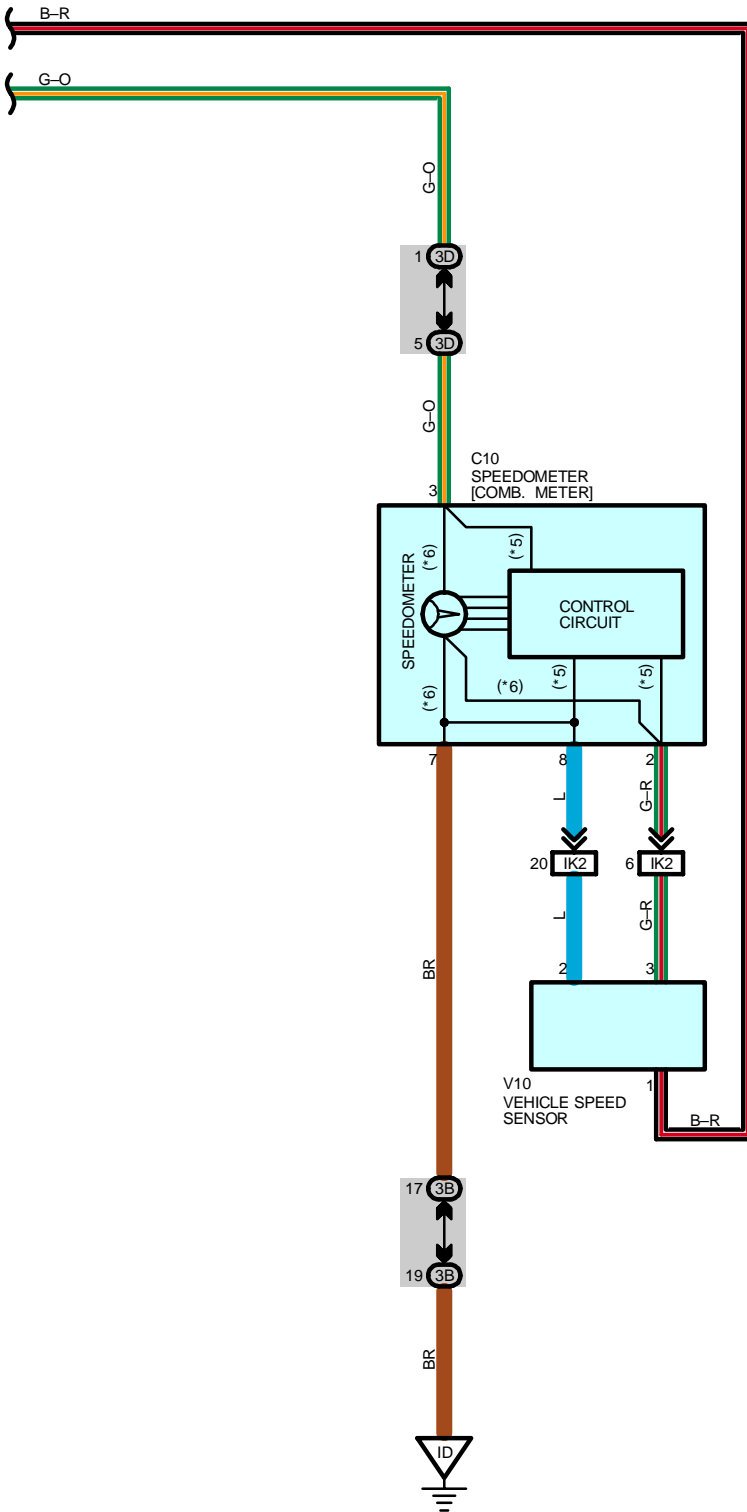 B–R
G–O
G–O
1 3D
5 3D
G–O
C10
SPEEDOMETER
[COMB. METER]
3
SPEEDOMETER
(*6)
(*5)
CONTROL
CIRCUIT
(*6)
(*6)
(*5)
(*5)
7
8
2
L
G–R
20 IK2
6 IK2
L
G–R
BR
2
3
V10
VEHICLE SPEED
SENSOR
1
B–R
17 3B
19 3B
BR
ID